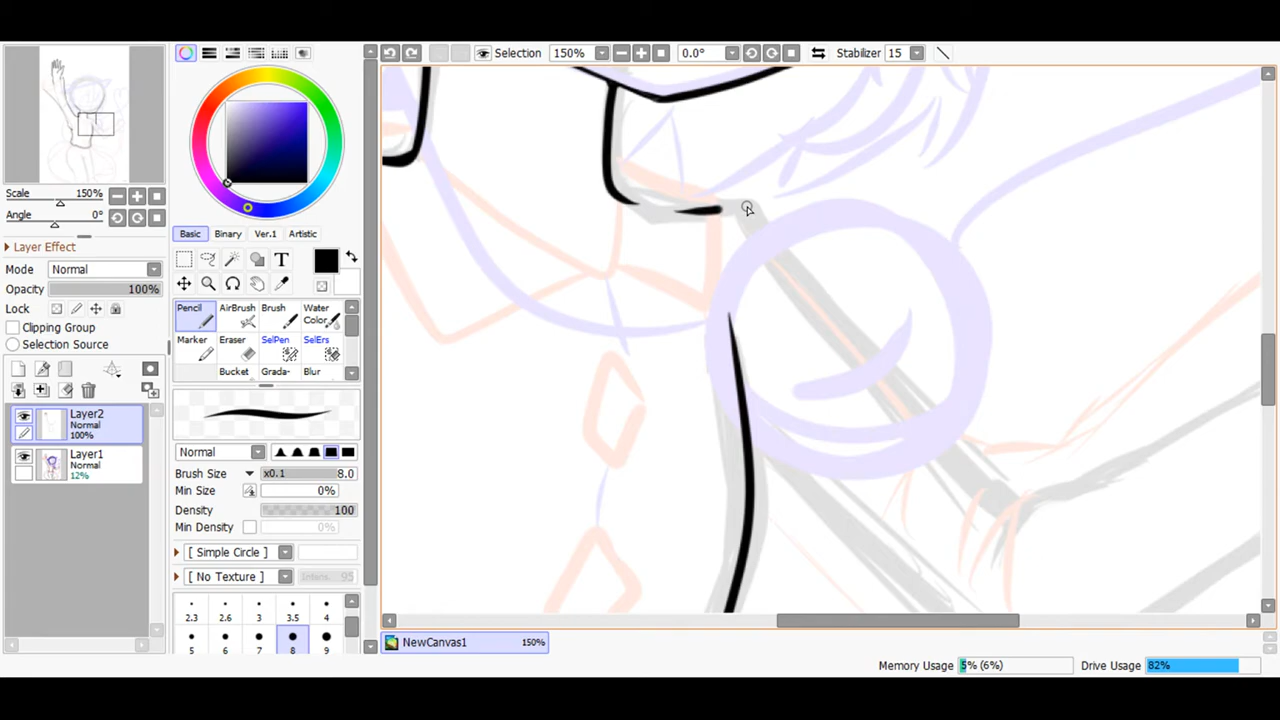 Selection 150% 0.0° Stabilizer 15
Scale 150%
Angle 0°
Basic Binary Ver.1 Artistic
Layer Effect
Mode Normal
Opacity 100%
Lock
Clipping Group
Selection Source
Layer2
Normal
100%
Layer1
Normal
12%
T
Pencil AirBrush Brush Water Color
Marker Eraser SelPen SelErs
Bucket Grada- Blur
Normal
Brush Size x0.1 8.0
Min Size 0%
Density 100
Min Density 0%
[ Simple Circle ]
[ No Texture ] Intens. 95
2.3 2.6 3 3.5 4
5 6 7 8 9
NewCanvas1 150%
Memory Usage 5% (6%) Drive Usage 82%